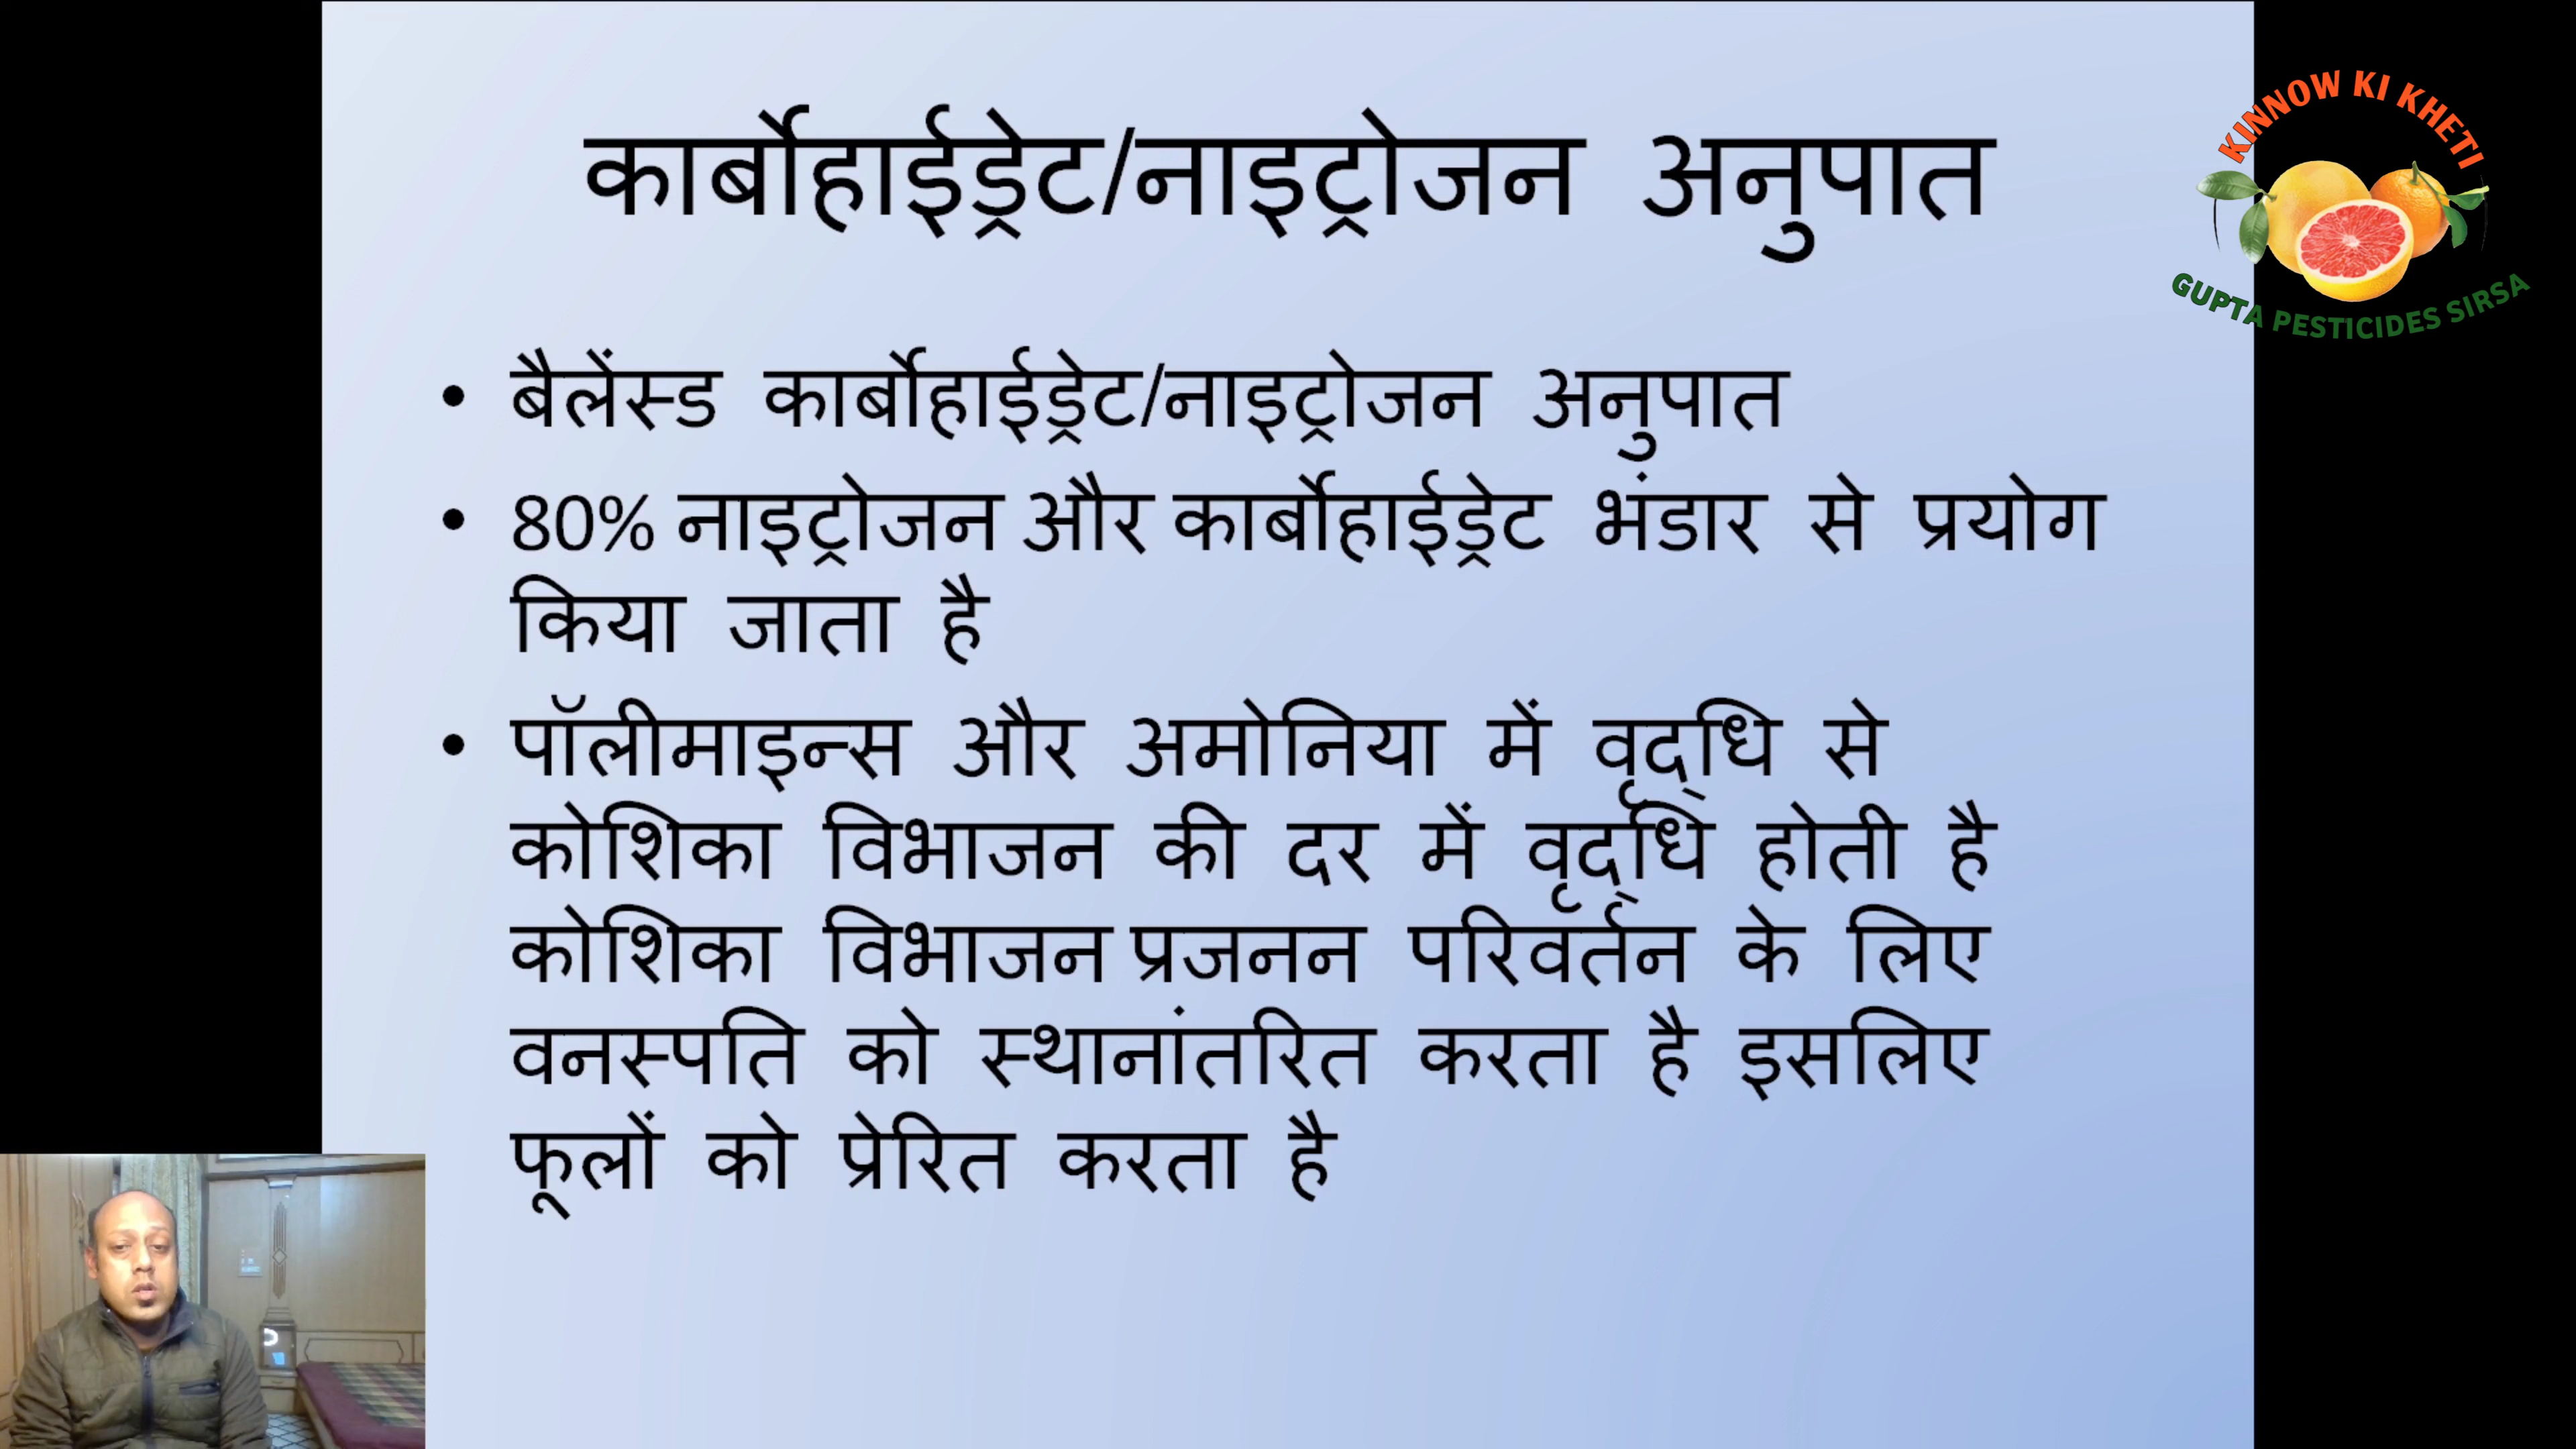 कार्बोहाईड्रेट/नाइट्रोजन अनुपात
KINNOW KI KHETI
GUPTA PESTICIDES SIRSA
• बैलेंस्ड कार्बोहाईड्रेट/नाइट्रोजन अनुपात
• 80% नाइट्रोजन और कार्बोहाईड्रेट भंडार से प्रयोग
किया जाता है
• पॉलीमाइन्स और अमोनिया में वृद्धि से
कोशिका विभाजन की दर में वृद्धि होती है
कोशिका विभाजन प्रजनन परिवर्तन के लिए
वनस्पति को स्थानांतरित करता है इसलिए
फूलों को प्रेरित करता है